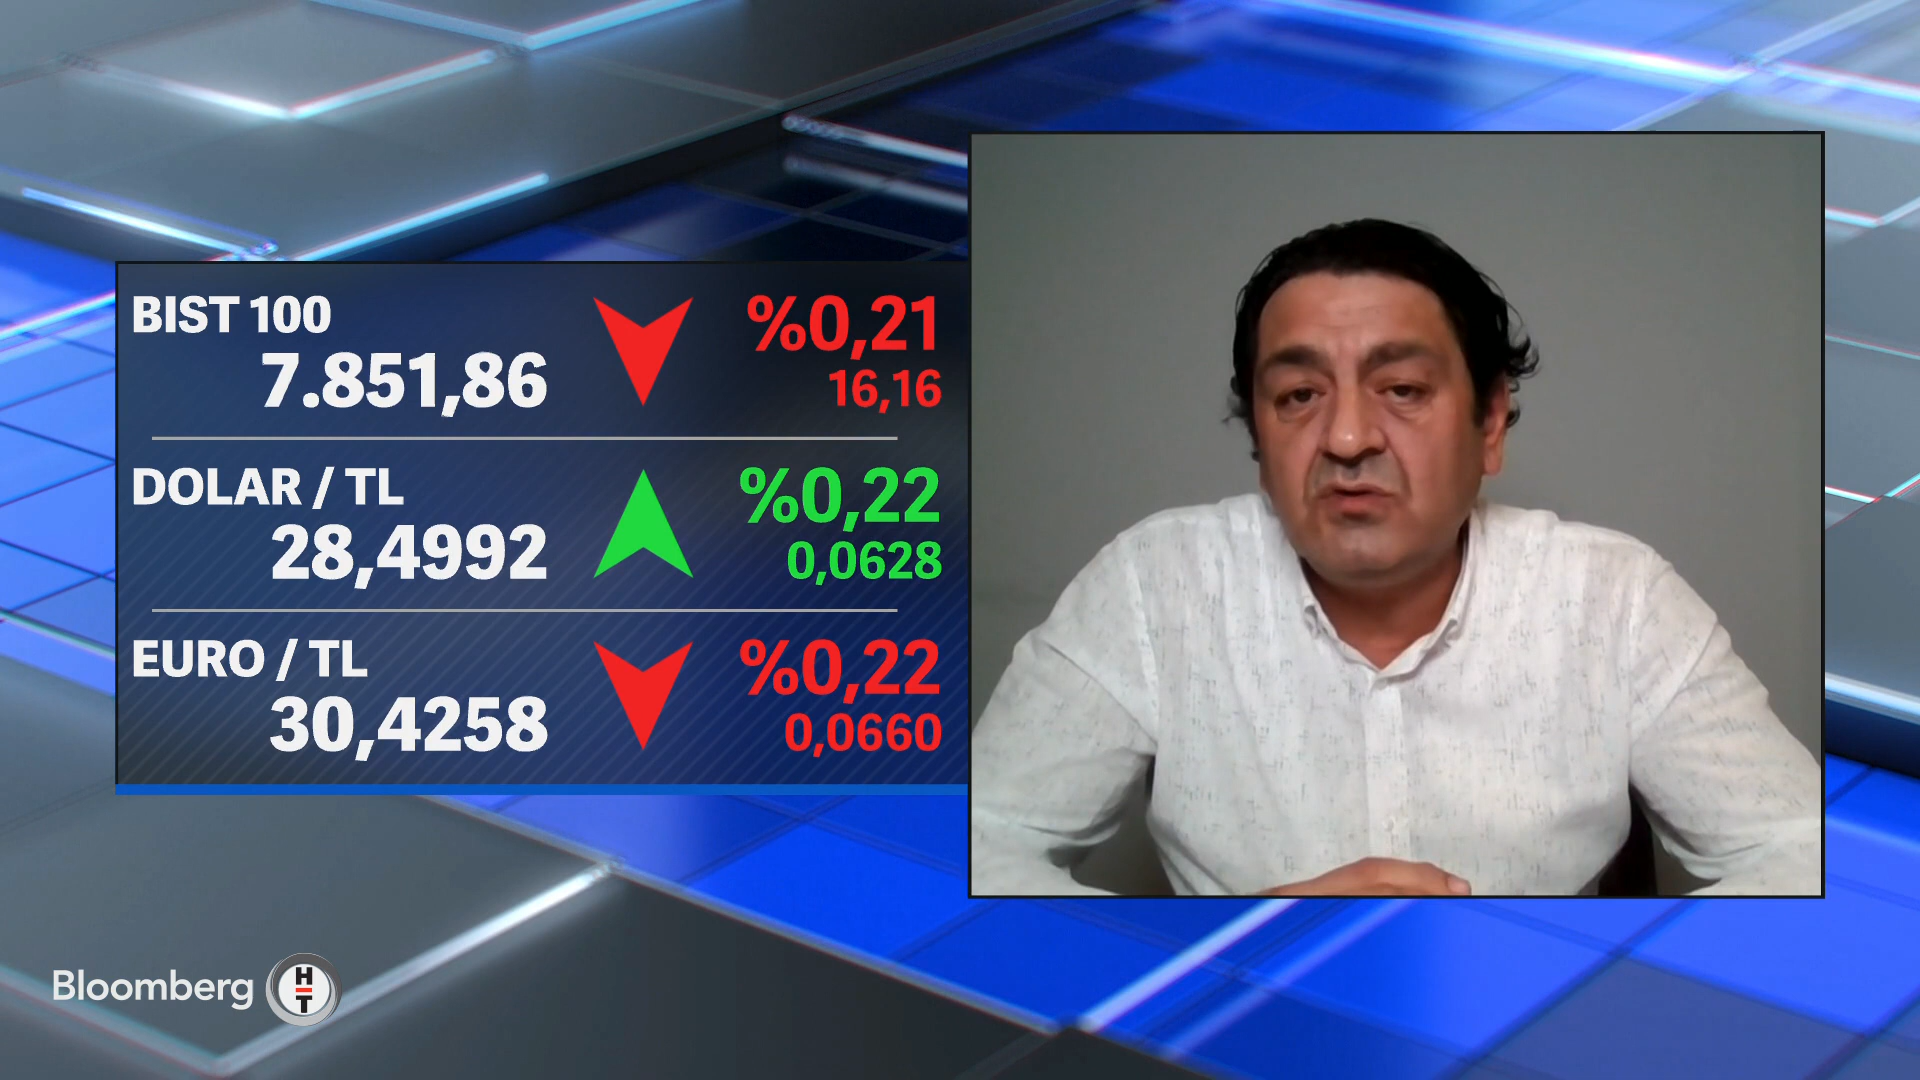 BIST 100
7.851,86
%0,21
16,16
DOLAR / TL
28,4992
%0,22
0,0628
EURO / TL
30,4258
%0,22
0,0660
Bloomberg HT